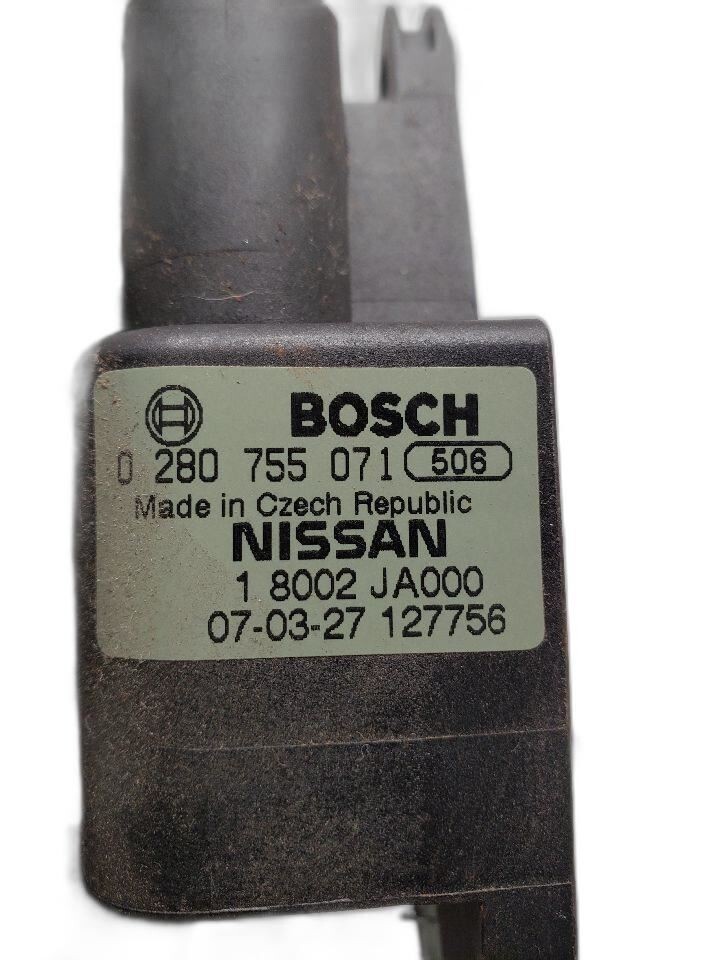 BOSCH
0 280 755 071 506
Made in Czech Republic
NISSAN
1 8002 JA000
07-03-27 127756